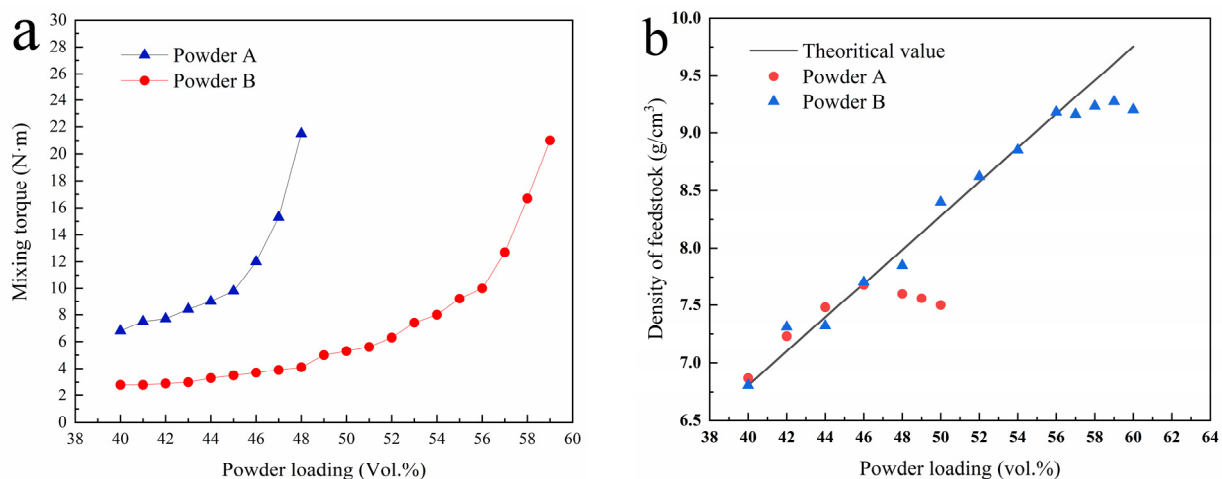 a
Powder A
Powder B
Mixing torque (N·m)
30
28
26
24
22
20
18
16
14
12
10
8
6
4
2
0
38 40 42 44 46 48 50 52 54 56 58 60
Powder loading (Vol.%)
b
Theoritical value
Powder A
Powder B
Density of feedstock (g/cm³)
10.0
9.5
9.0
8.5
8.0
7.5
7.0
6.5
38 40 42 44 46 48 50 52 54 56 58 60 62 64
Powder loading (vol.%)